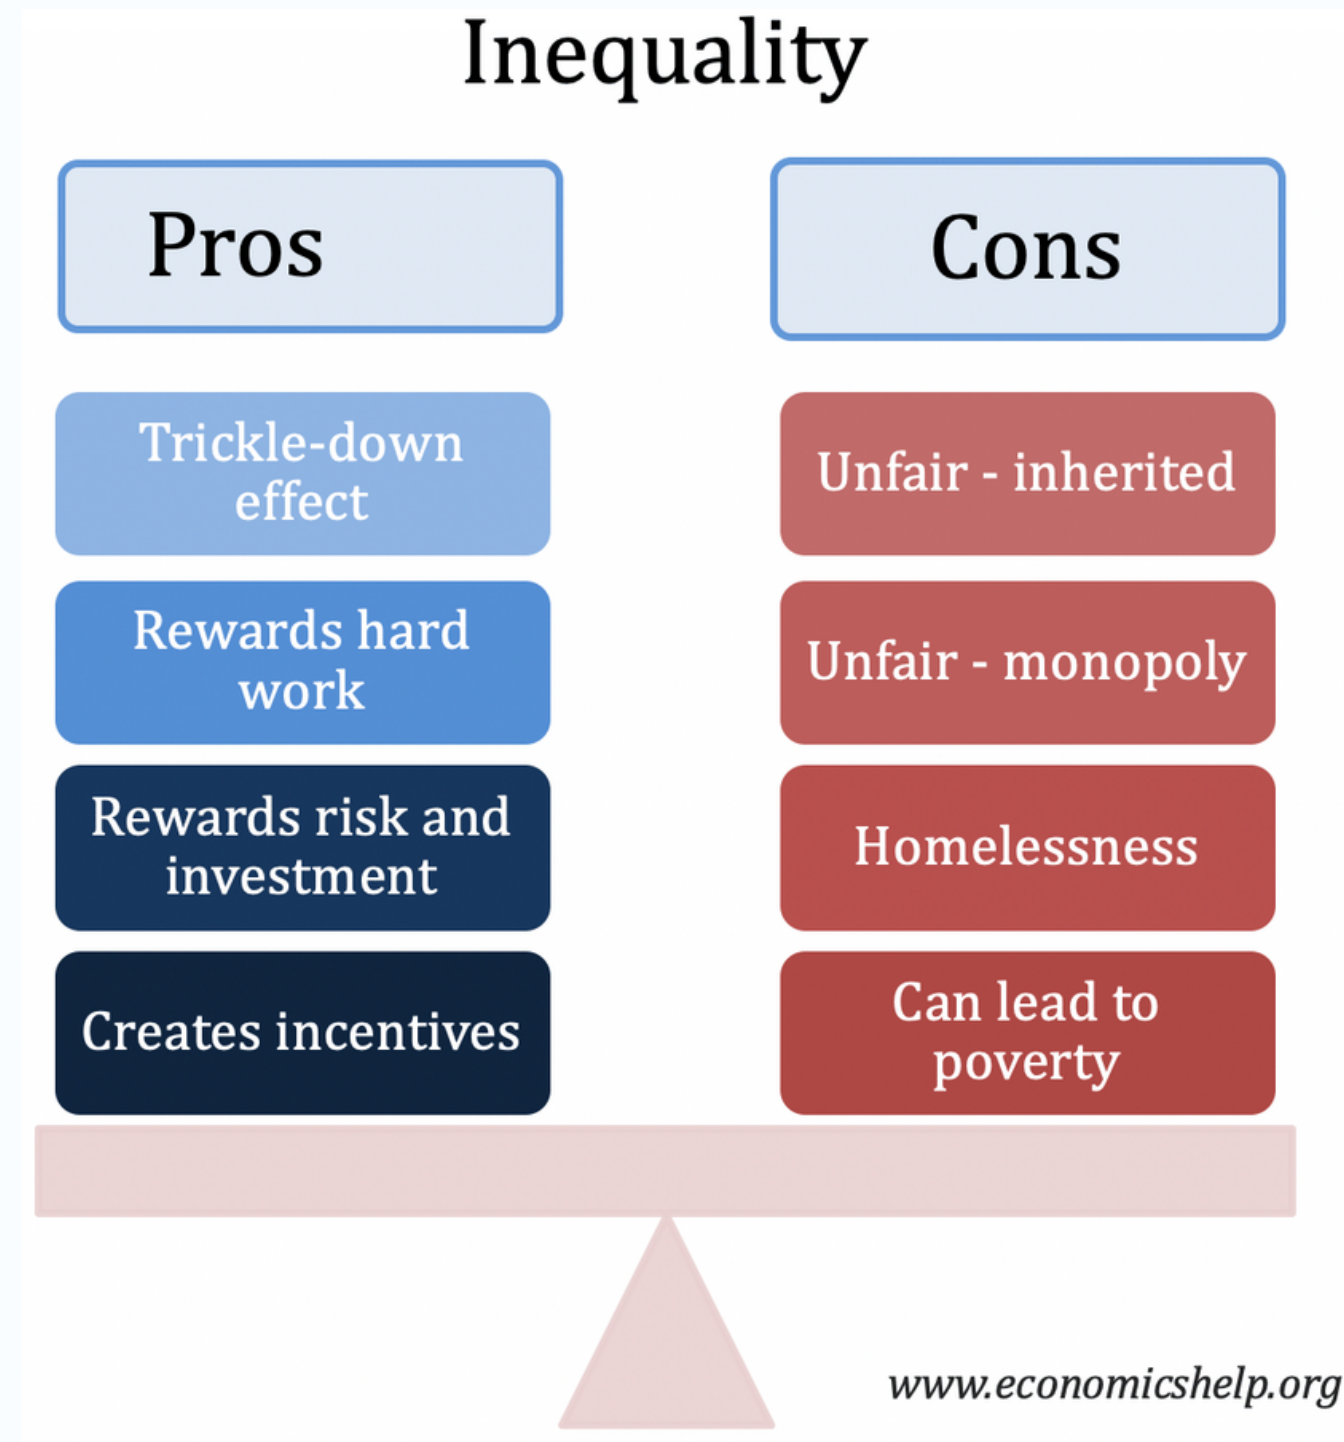 Inequality
Pros
Cons
Trickle-down
effect
Rewards hard
work
Rewards risk and
investment
Creates incentives
Unfair - inherited
Unfair - monopoly
Homelessness
Can lead to
poverty
www.economicshelp.org